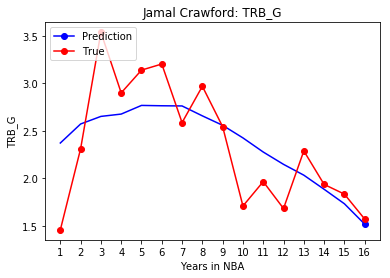 Jamal Crawford: TRB_G
Prediction
True
TRB_G
3.5
3.0
2.5
2.0
1.5
1 2 3 4 5 6 7 8 9 10 11 12 13 14 15 16
Years in NBA